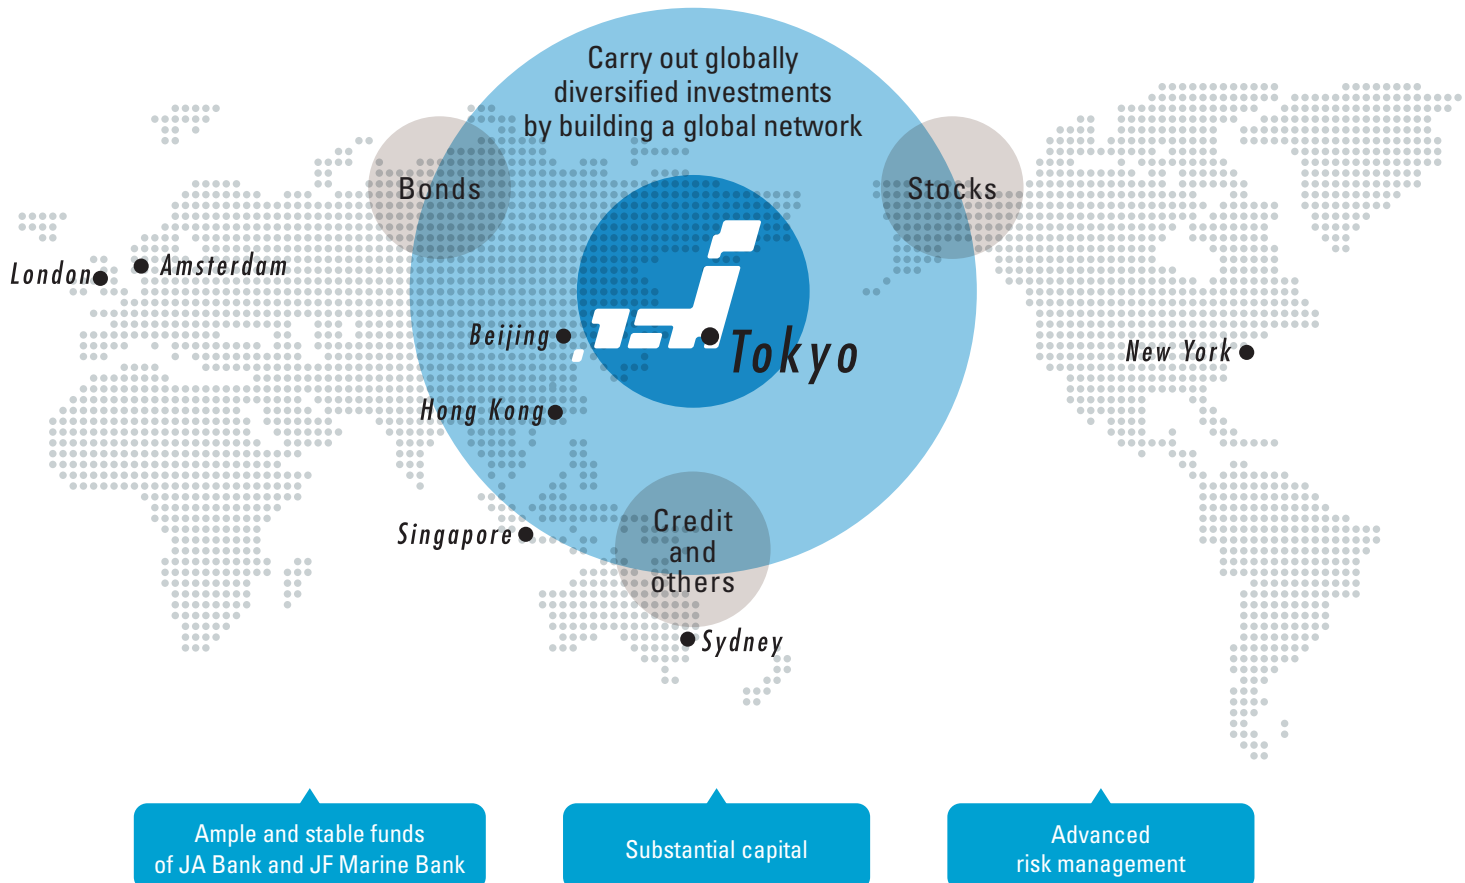 Carry out globally
diversified investments
by building a global network
Bonds
Stocks
London
Amsterdam
Beijing
Tokyo
New York
Hong Kong
Singapore
Credit
and
others
Sydney
Ample and stable funds
of JA Bank and JF Marine Bank
Substantial capital
Advanced
risk management